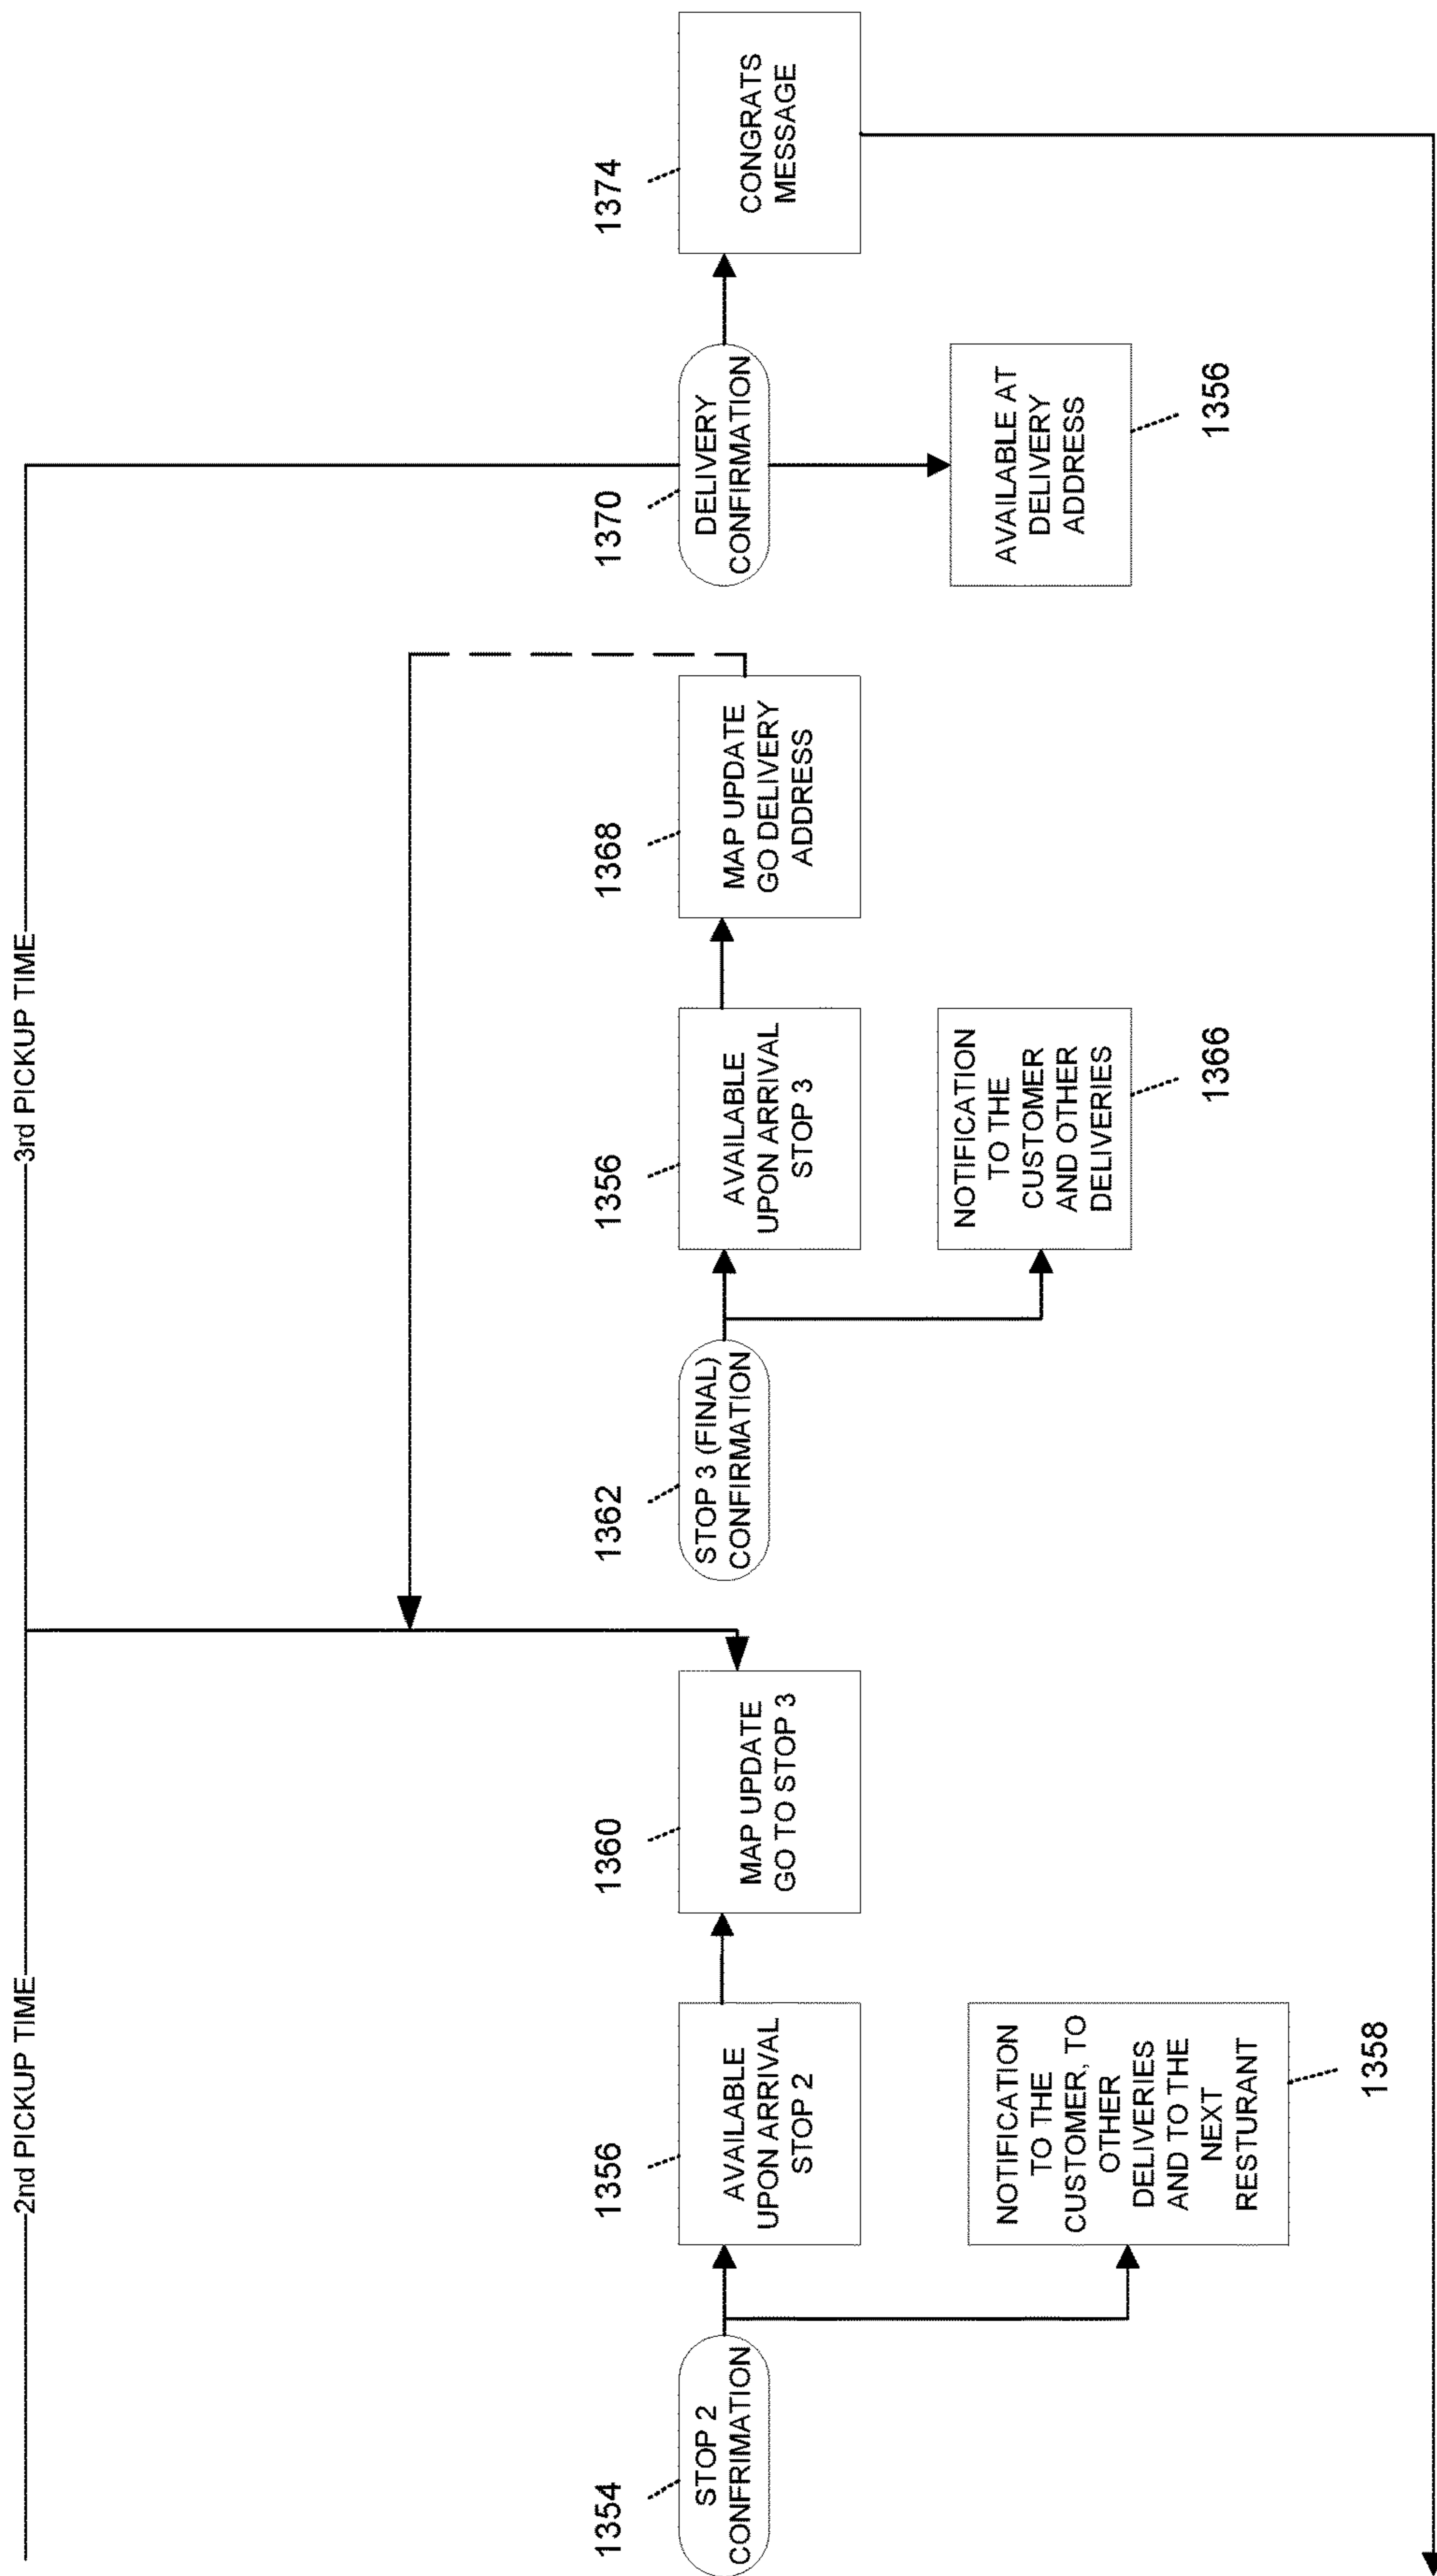 2nd PICKUP TIME
3rd PICKUP TIME
1354
STOP 2
CONFRIMATION
1356
AVAILABLE
UPON ARRIVAL
STOP 2
1360
MAP UPDATE
GO TO STOP 3
1362
STOP 3 (FINAL)
CONFIRMATION
1356
AVAILABLE
UPON ARRIVAL
STOP 3
1368
MAP UPDATE
GO DELIVERY
ADDRESS
1370
DELIVERY
CONFIRMATION
1374
CONGRATS
MESSAGE
NOTIFICATION
TO THE
CUSTOMER, TO
OTHER
DELIVERIES
AND TO THE
NEXT
RESTURANT
1358
NOTIFICATION
TO THE
CUSTOMER
AND OTHER
DELIVERIES
1366
AVAILABLE AT
DELIVERY
ADDRESS
1356